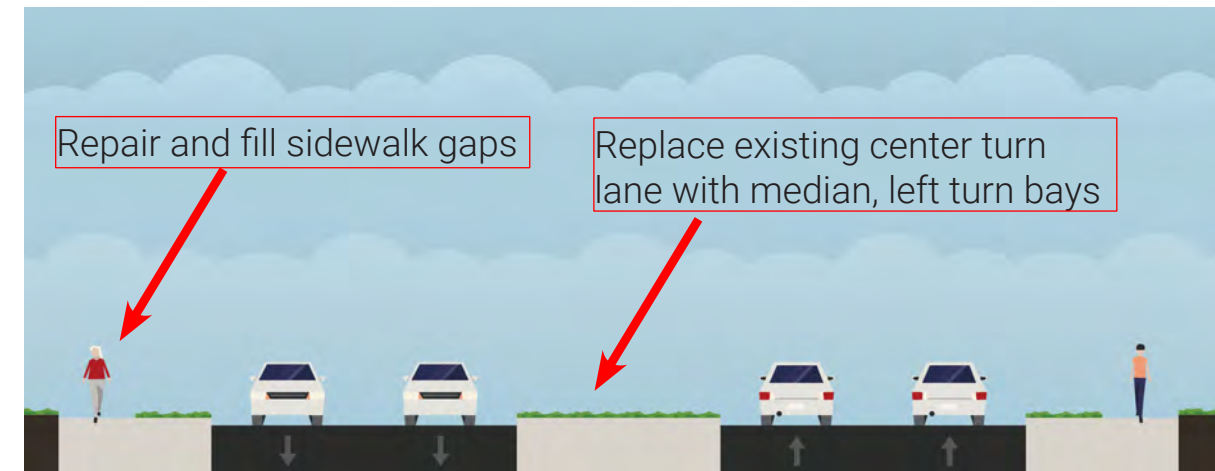 Repair and fill sidewalk gaps
Replace existing center turn
lane with median, left turn bays